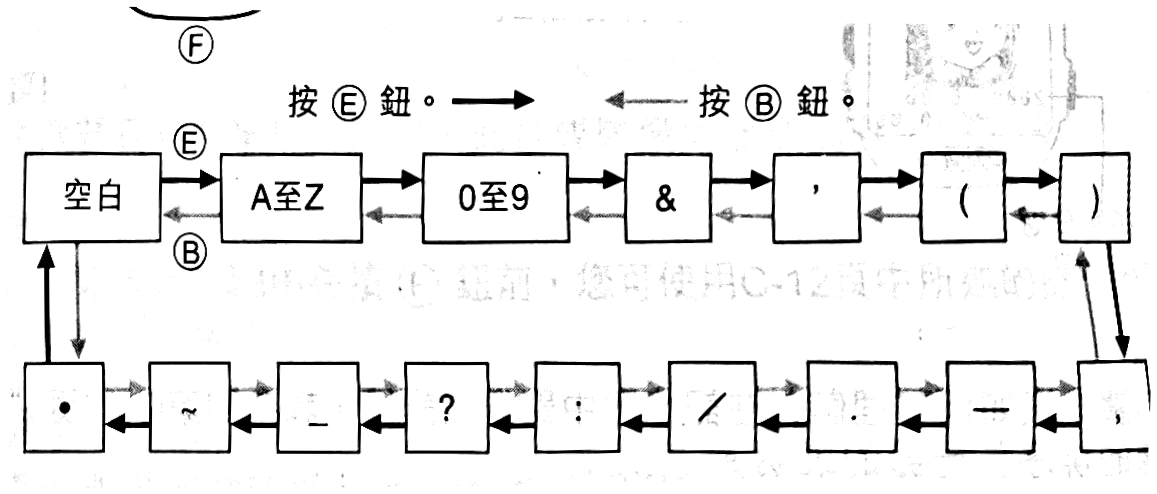 Ⓕ
按 Ⓔ 鈕。 按 Ⓑ 鈕。
Ⓔ
空白 A至Z 0至9 & ’ ( )
Ⓑ
• ~ _ ? : / . — ,